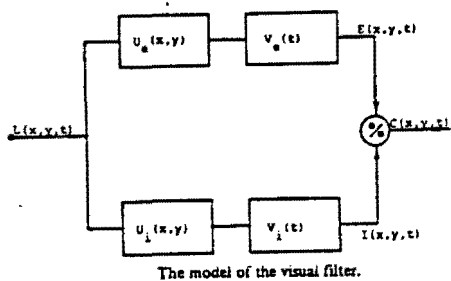 U_e(x,y)
V_e(t)
E(x,y,t)
L(x,y,t)
%
C(x,y,t)
U_i(x,y)
V_i(t)
I(x,y,t)
The model of the visual filter.